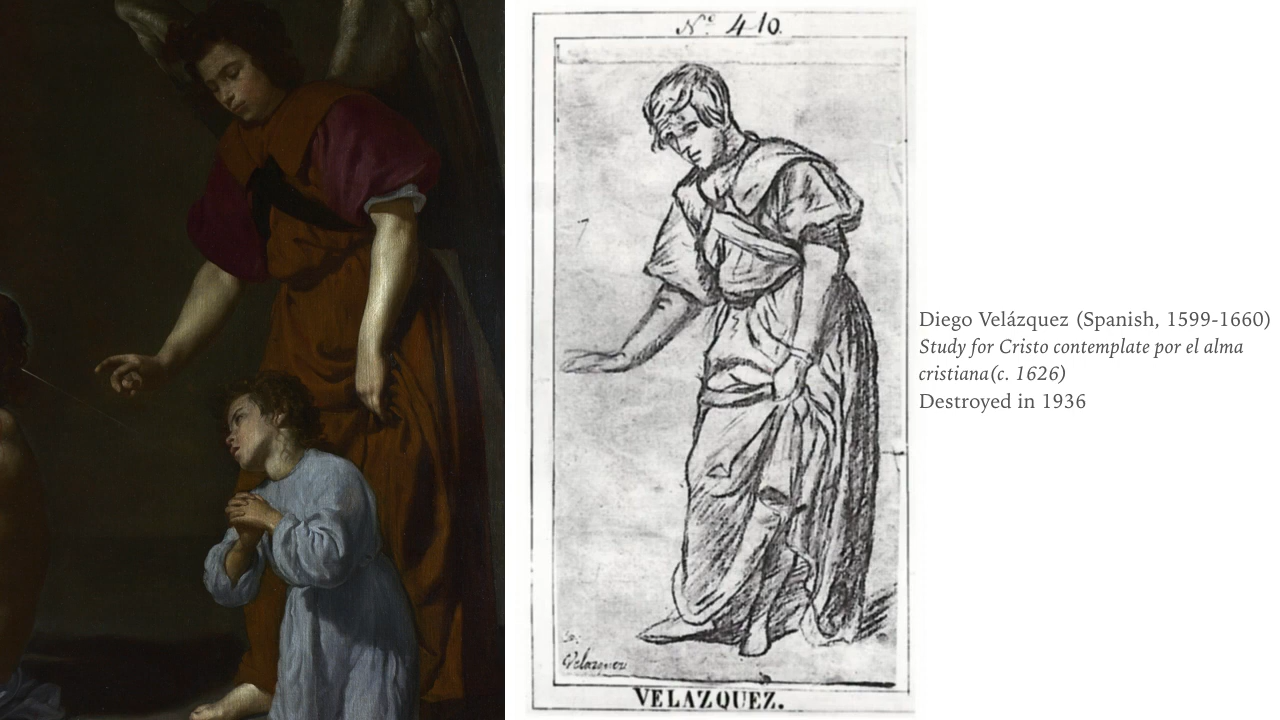 Nº. 410.
Velazquez
VELAZQUEZ.
Diego Velázquez (Spanish, 1599-1660)
Study for Cristo contemplate por el alma
cristiana(c. 1626)
Destroyed in 1936